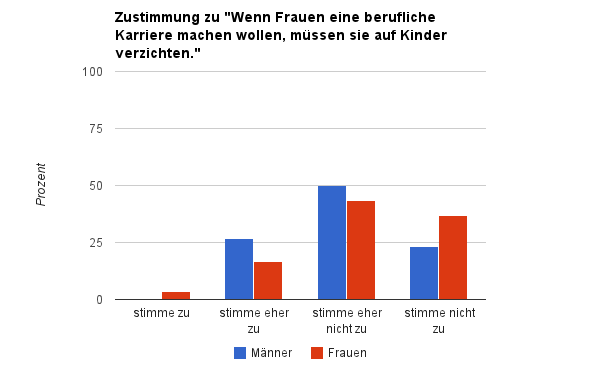 Zustimmung zu "Wenn Frauen eine berufliche
Karriere machen wollen, müssen sie auf Kinder
verzichten."
100
75
50
25
0
Prozent
stimme zu
stimme eher
zu
stimme eher
nicht zu
stimme nicht
zu
Männer
Frauen